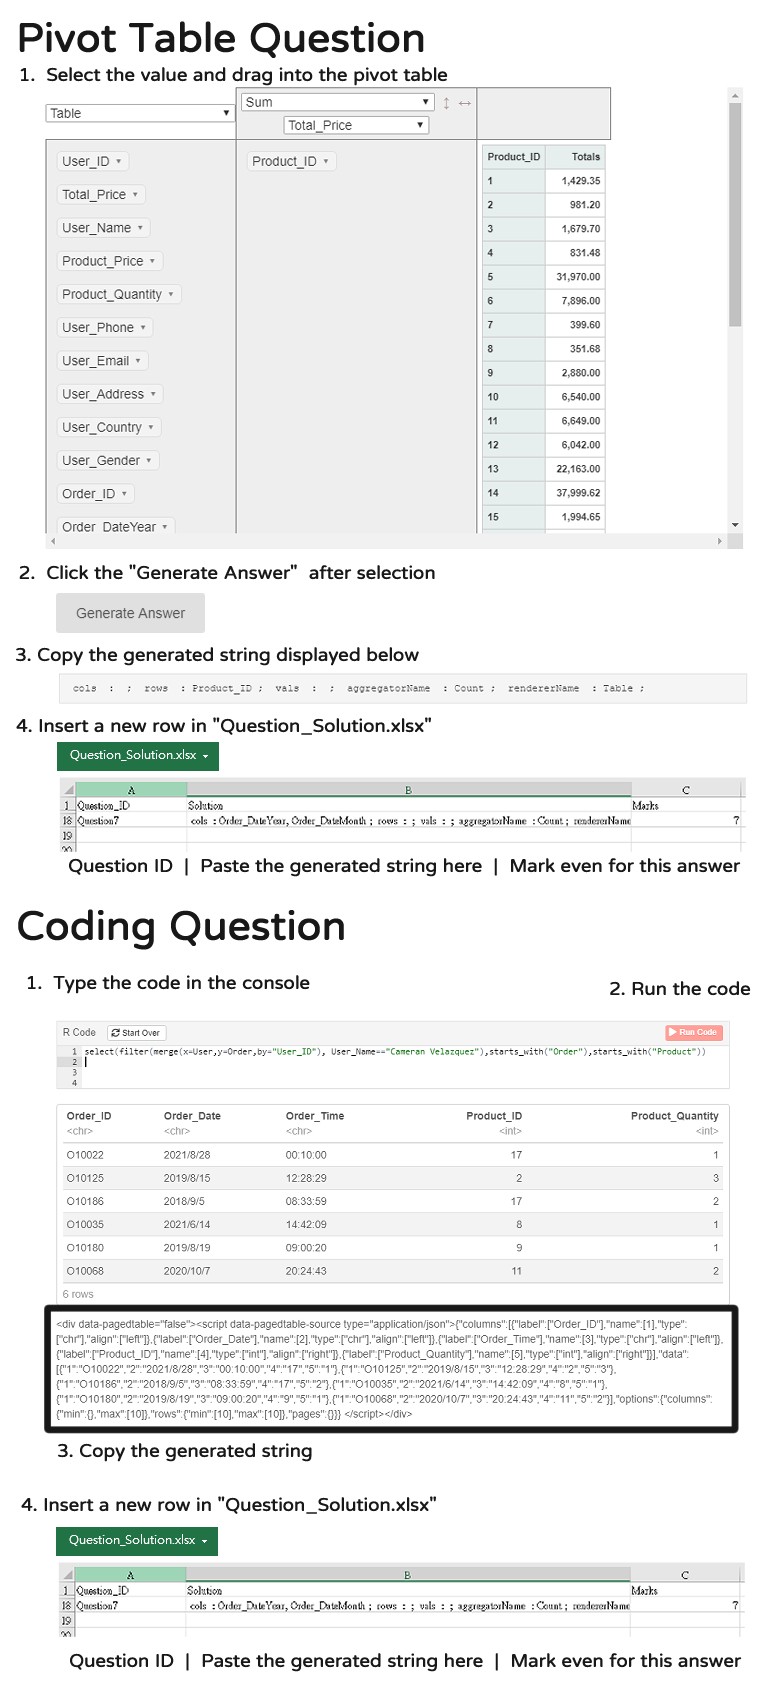 Pivot Table Question
1. Select the value and drag into the pivot table
Table
Sum
Total_Price
User_ID
Total_Price
User_Name
Product_Price
Product_Quantity
User_Phone
User_Email
User_Address
User_Country
User_Gender
Order_ID
Order_DateYear
Product_ID
Product_ID Totals
1 1,429.35
2 981.20
3 1,679.70
4 831.48
5 31,970.00
6 7,896.00
7 399.60
8 351.68
9 2,880.00
10 6,540.00
11 6,649.00
12 6,042.00
13 22,163.00
14 37,999.62
15 1,994.65
2. Click the "Generate Answer" after selection
Generate Answer
3. Copy the generated string displayed below
cols : ; rows : Product_ID ; vals : ; aggregatorName : Count ; rendererName : Table ;
4. Insert a new row in "Question_Solution.xlsx"
Question_Solution.xlsx
A B C
1 Question_ID Solution Marks
18 Question7 cols : Order_DateYear, Order_DateMonth ; rows : ; vals : ; aggregatorName : Count ; rendererName ?
19
20
Question ID | Paste the generated string here | Mark even for this answer
Coding Question
1. Type the code in the console
2. Run the code
R Code Start Over Run Code
1 select(filter(merge(x=User,y=Order,by="User_ID"), User_Name=="Cameran Velazquez"),starts_with("Order"),starts_with("Product"))
2
3
4
Order_ID Order_Date Order_Time Product_ID Product_Quantity
<chr> <chr> <chr> <int> <int>
O10022 2021/8/28 00:10:00 17 1
O10125 2019/8/15 12:28:29 2 3
O10186 2018/9/5 08:33:59 17 2
O10035 2021/6/14 14:42:09 8 1
O10180 2019/8/19 09:00:20 9 1
O10068 2020/10/7 20:24:43 11 2
6 rows
<div data-pagedtable="false"><script data-pagedtable-source type="application/json">{"columns":[{"label":["Order_ID"],"name":[1],"type":
["chr"],"align":["left"]},{"label":["Order_Date"],"name":[2],"type":["chr"],"align":["left"]},{"label":["Order_Time"],"name":[3],"type":["chr"],"align":["left"]},
{"label":["Product_ID"],"name":[4],"type":["int"],"align":["right"]},{"label":["Product_Quantity"],"name":[5],"type":["int"],"align":["right"]}],"data":
[{"1":"O10022","2":"2021/8/28","3":"00:10:00","4":"17","5":"1"},{"1":"O10125","2":"2019/8/15","3":"12:28:29","4":"2","5":"3"},
{"1":"O10186","2":"2018/9/5","3":"08:33:59","4":"17","5":"2"},{"1":"O10035","2":"2021/6/14","3":"14:42:09","4":"8","5":"1"},
{"1":"O10180","2":"2019/8/19","3":"09:00:20","4":"9","5":"1"},{"1":"O10068","2":"2020/10/7","3":"20:24:43","4":"11","5":"2"}],"options":{"columns":
{"min":{},"max":[10]},"rows":{"min":[10],"max":[10]},"pages":{}}} </script></div>
3. Copy the generated string
4. Insert a new row in "Question_Solution.xlsx"
Question_Solution.xlsx
A B C
1 Question_ID Solution Marks
18 Question7 cols : Order_DateYear, Order_DateMonth ; rows : ; vals : ; aggregatorName : Count ; rendererName ?
19
20
Question ID | Paste the generated string here | Mark even for this answer